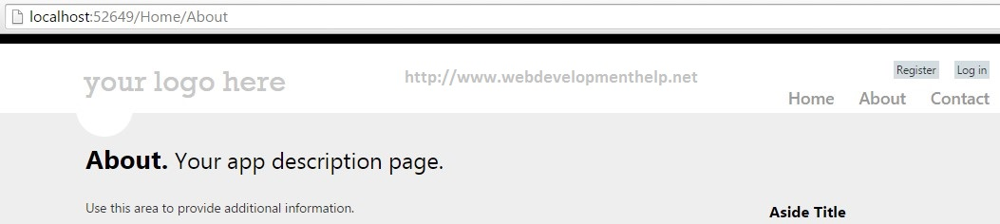 localhost:52649/Home/About
your logo here
http://www.webdevelopmenthelp.net
Register Log in
Home About Contact
About. Your app description page.
Use this area to provide additional information.
Aside Title